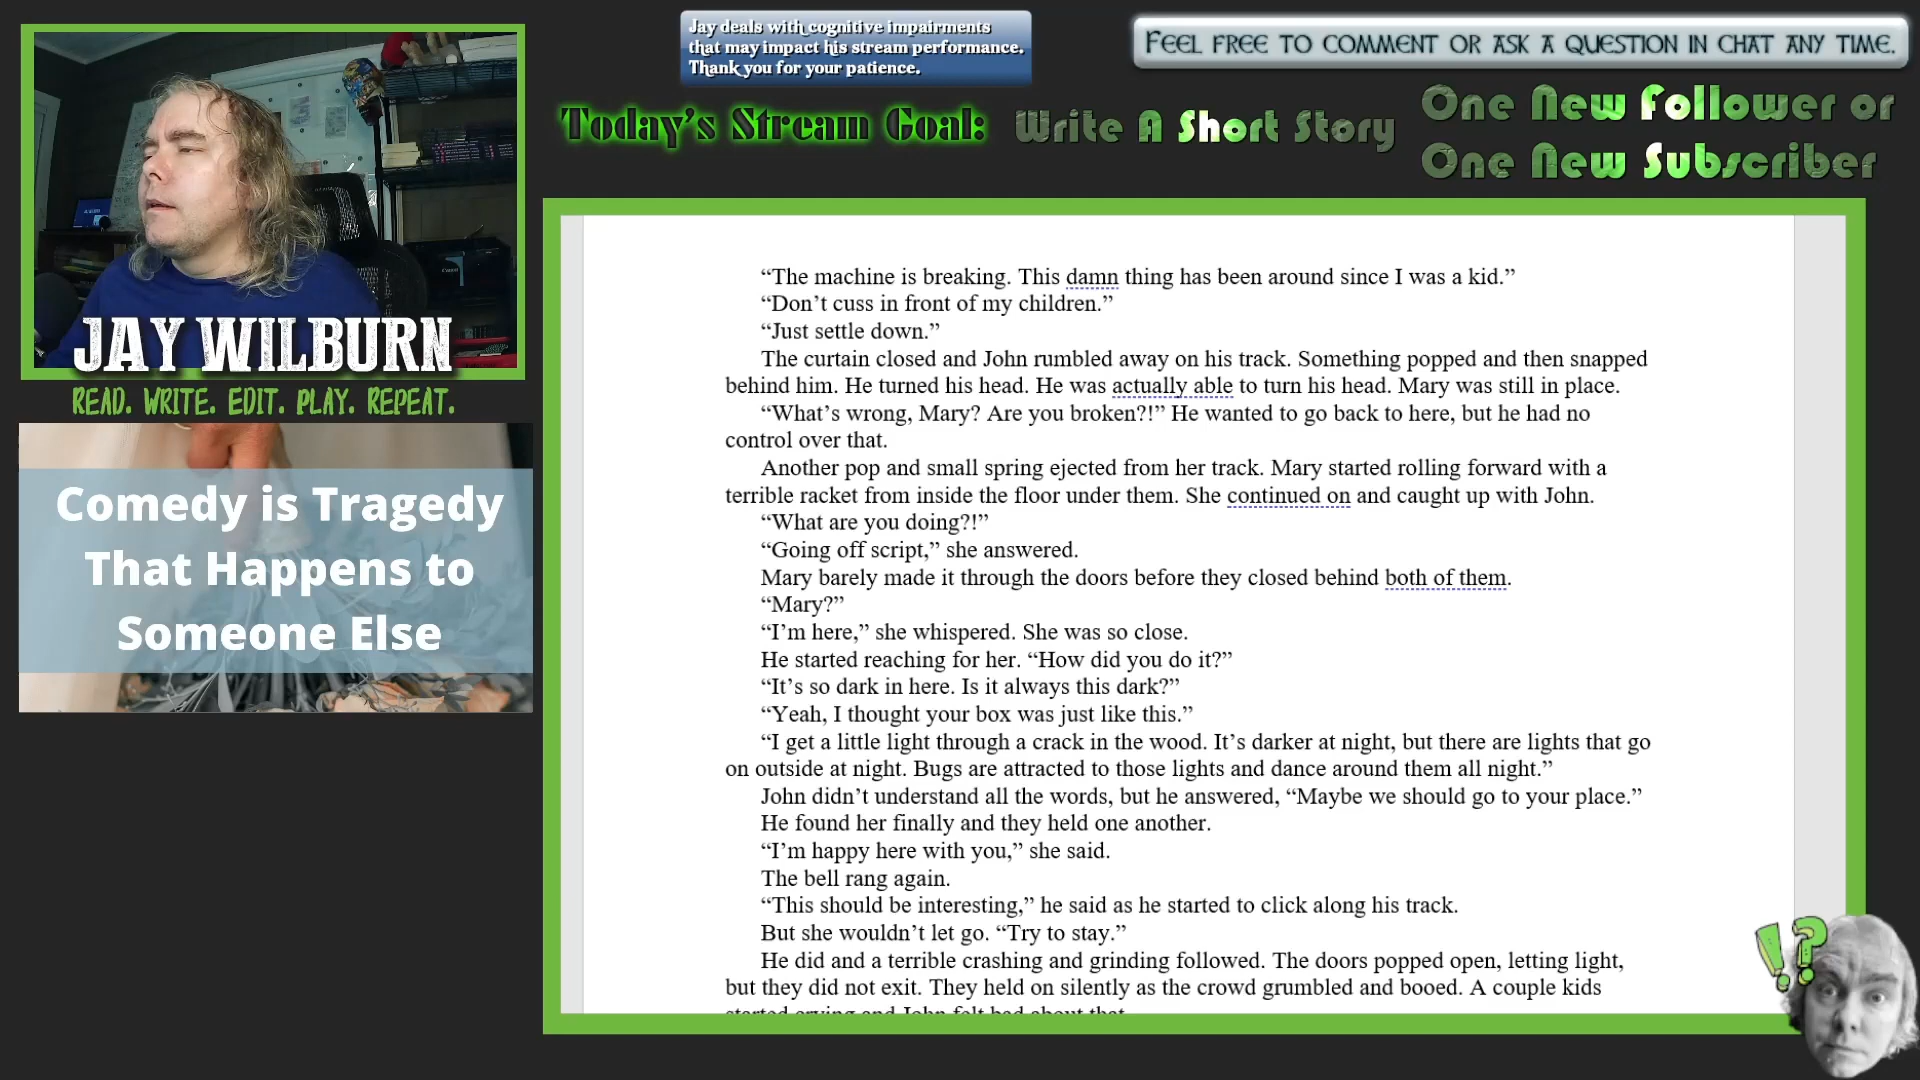 Jay deals with cognitive impairments
that may impact his stream performance.
Thank you for your patience.
Feel free to comment or ask a question in chat any time.
Today's Stream Goal:
Write A Short Story
One New Follower or
One New Subscriber
JAY WILBURN
READ. WRITE. EDIT. PLAY. REPEAT.
Comedy is Tragedy
That Happens to
Someone Else
“The machine is breaking. This damn thing has been around since I was a kid.”
“Don’t cuss in front of my children.”
“Just settle down.”
The curtain closed and John rumbled away on his track. Something popped and then snapped
behind him. He turned his head. He was actually able to turn his head. Mary was still in place.
“What’s wrong, Mary? Are you broken?!” He wanted to go back to here, but he had no
control over that.
Another pop and small spring ejected from her track. Mary started rolling forward with a
terrible racket from inside the floor under them. She continued on and caught up with John.
“What are you doing?!”
“Going off script,” she answered.
Mary barely made it through the doors before they closed behind both of them.
“Mary?”
“I’m here,” she whispered. She was so close.
He started reaching for her. “How did you do it?”
“It’s so dark in here. Is it always this dark?”
“Yeah, I thought your box was just like this.”
“I get a little light through a crack in the wood. It’s darker at night, but there are lights that go
on outside at night. Bugs are attracted to those lights and dance around them all night.”
John didn’t understand all the words, but he answered, “Maybe we should go to your place.”
He found her finally and they held one another.
“I’m happy here with you,” she said.
The bell rang again.
“This should be interesting,” he said as he started to click along his track.
But she wouldn’t let go. “Try to stay.”
He did and a terrible crashing and grinding followed. The doors popped open, letting light,
but they did not exit. They held on silently as the crowd grumbled and booed. A couple kids
started crying and John felt bad about that.
!?